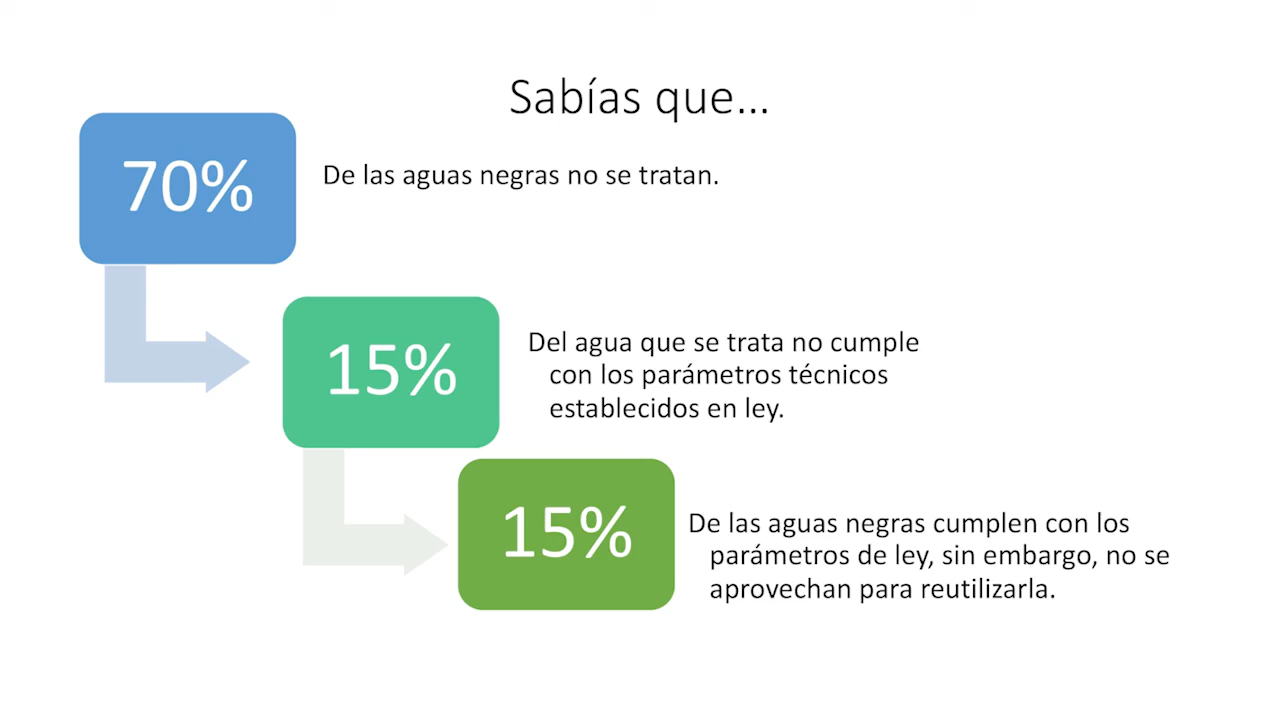 Sabías que...
70%
De las aguas negras no se tratan.
15%
Del agua que se trata no cumple
con los parámetros técnicos
establecidos en ley.
15%
De las aguas negras cumplen con los
parámetros de ley, sin embargo, no se
aprovechan para reutilizarla.